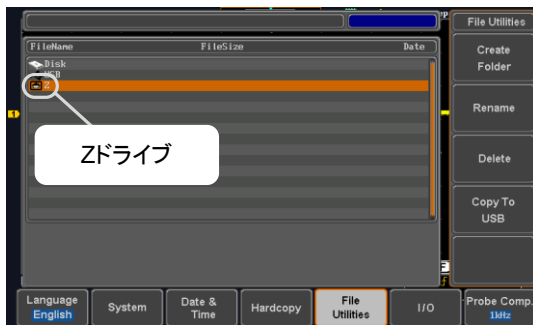 File Utilities
FileName FileSize Date
Disk
USB
Z
Zドライブ
Create
Folder
Rename
Delete
Copy To
USB
Language
English
System
Date &
Time
Hardcopy
File
Utilities
I/O
Probe Comp.
1kHz